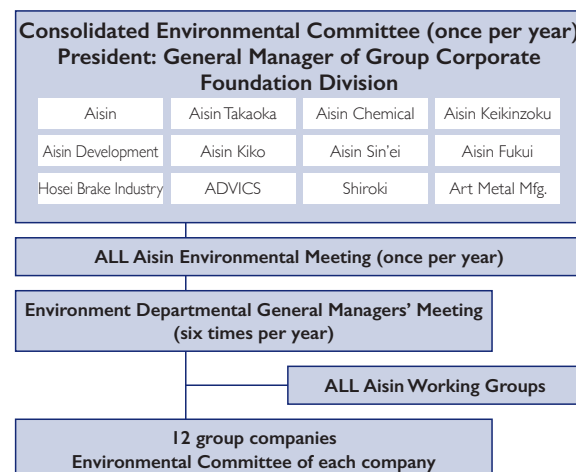 Consolidated Environmental Committee (once per year)
President: General Manager of Group Corporate
Foundation Division
Aisin Aisin Takaoka Aisin Chemical Aisin Keikinzoku
Aisin Development Aisin Kiko Aisin Sin'ei Aisin Fukui
Hosei Brake Industry ADVICS Shiroki Art Metal Mfg.
ALL Aisin Environmental Meeting (once per year)
Environment Departmental General Managers' Meeting
(six times per year)
ALL Aisin Working Groups
12 group companies
Environmental Committee of each company